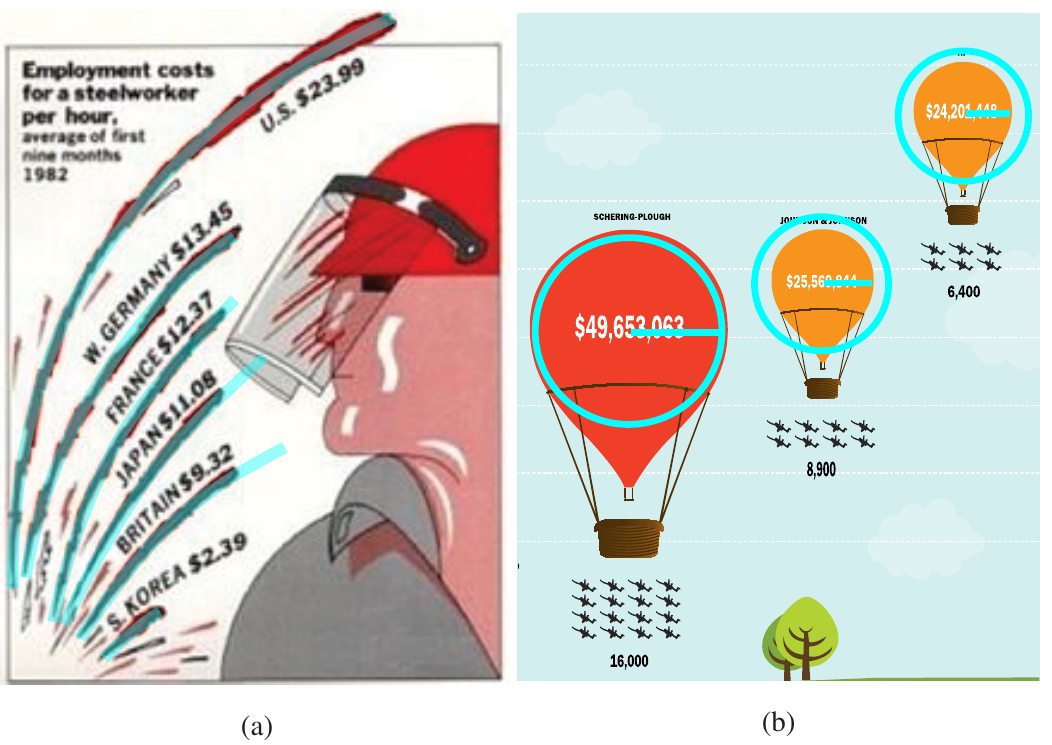 Employment costs
for a steelworker
per hour,
average of first
nine months
1982
U.S. $23.99
W. GERMANY $13.45
FRANCE $12.37
JAPAN $11.08
BRITAIN $9.32
S. KOREA $2.39
(a)
$24,201,448
6,400
JOHNSON & JOHNSON
$25,569,844
8,900
SCHERING-PLOUGH
$49,653,063
16,000
(b)